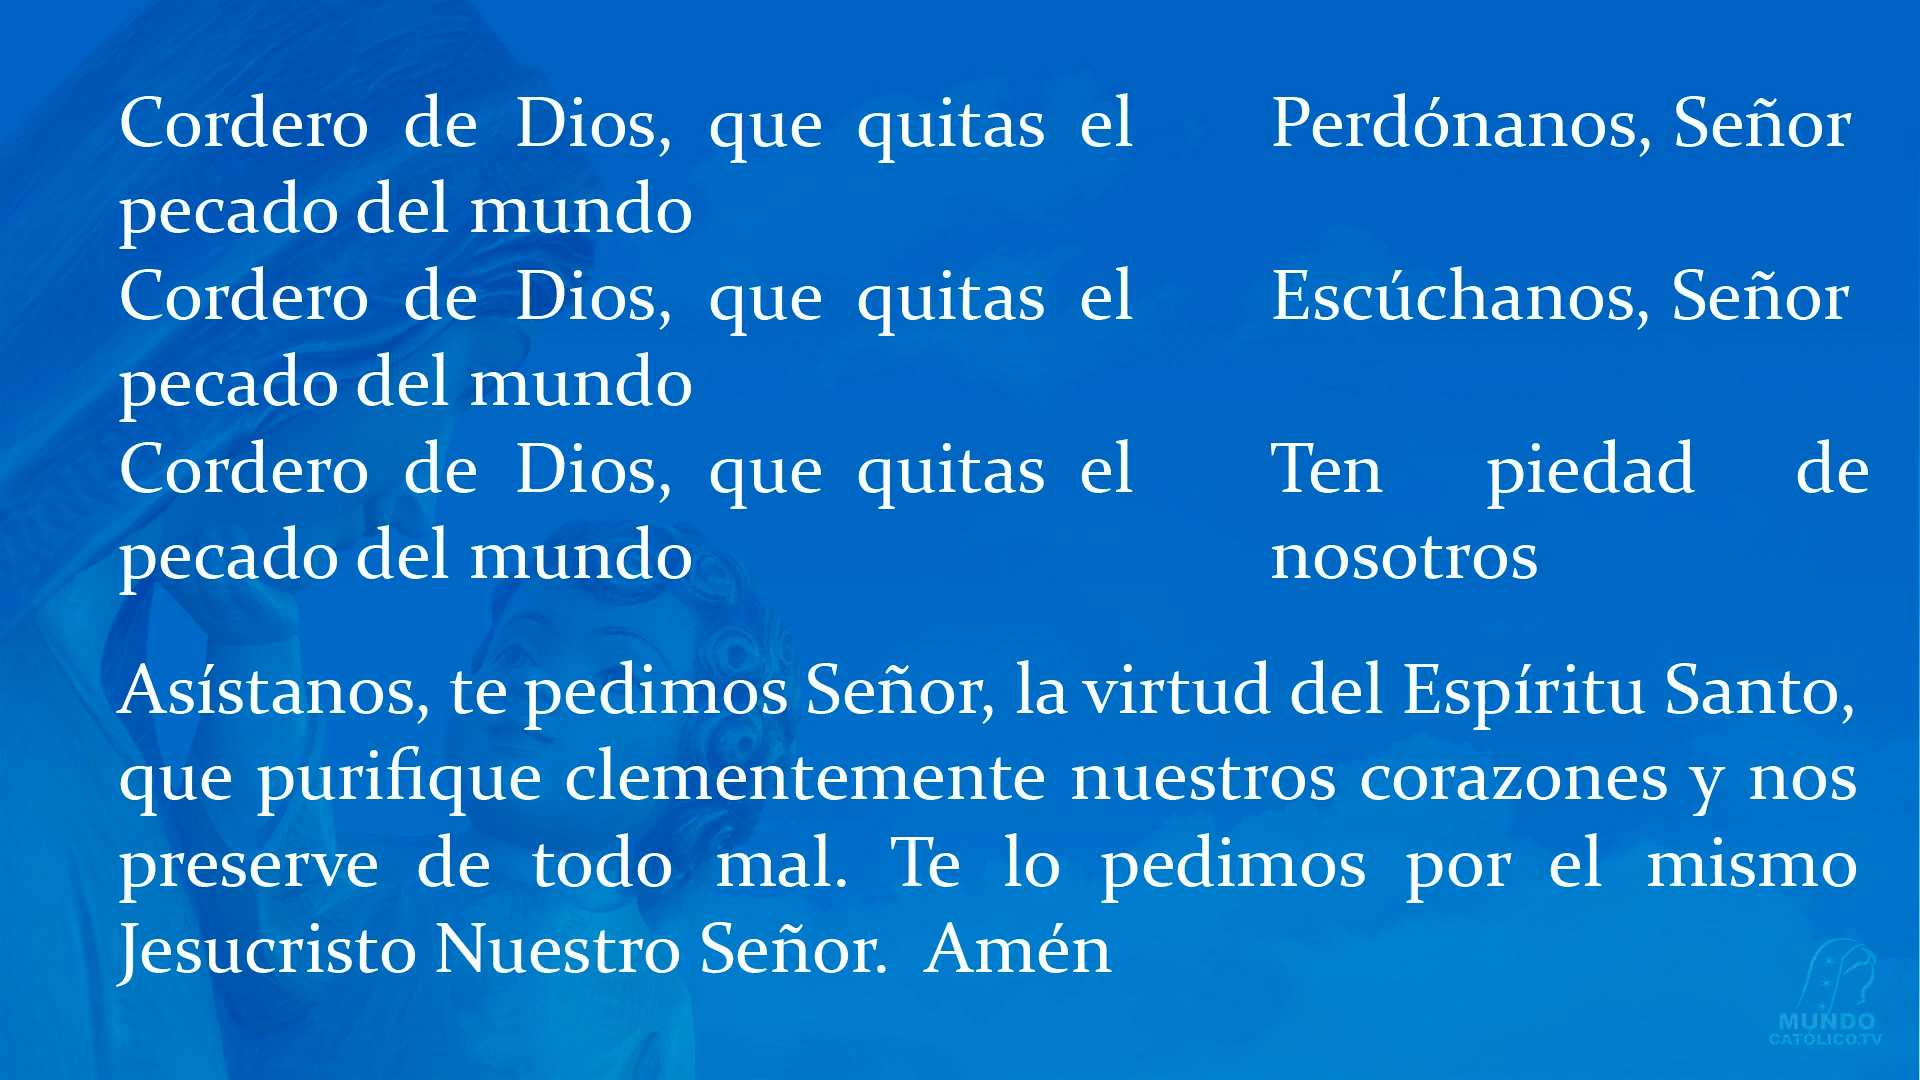 Cordero de Dios, que quitas el Perdónanos, Señor
pecado del mundo
Cordero de Dios, que quitas el Escúchanos, Señor
pecado del mundo
Cordero de Dios, que quitas el Ten piedad de
pecado del mundo nosotros
Asístanos, te pedimos Señor, la virtud del Espíritu Santo,
que purifique clementemente nuestros corazones y nos
preserve de todo mal. Te lo pedimos por el mismo
Jesucristo Nuestro Señor. Amén
MUNDO
CATÓLICO.TV